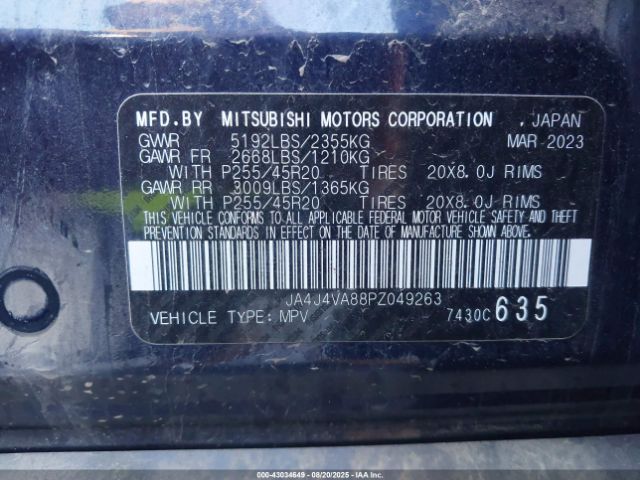 MFD.BY MITSUBISHI MOTORS CORPORATION . JAPAN
GVWR 5192LBS/2355KG MAR 2023
GAWR FR 2668LBS/1210KG
WITH P255/45R20 TIRES 20X8.0J RIMS
GAWR RR 3009LBS/1365KG
WITH P255/45R20 TIRES 20X8.0J RIMS
THIS VEHICLE CONFORMS TO ALL APPLICABLE FEDERAL MOTOR VEHICLE SAFETY AND THEFT
PREVENTION STANDARDS IN EFFECT ON THE DATE OF MANUFACTURE SHOWN ABOVE.
JA4J4VA88PZ049263
VEHICLE TYPE: MPV 7430C 635
000-43034649 - 08/20/2025 - Copyright IAA, LLC